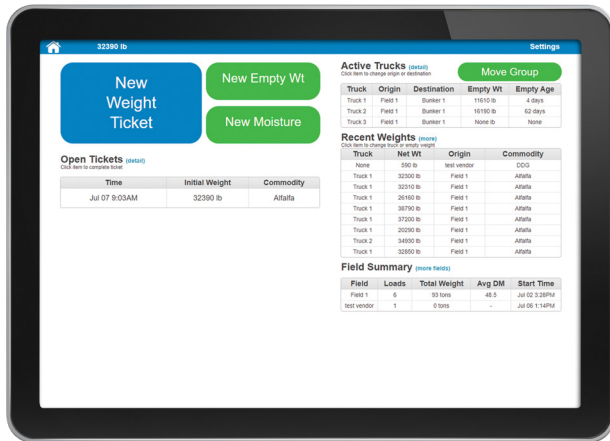 32390 lb
Settings
New Weight Ticket
New Empty Wt
New Moisture
Open Tickets (detail)
Click item to complete ticket
Time Initial Weight Commodity
Jul 07 9:03AM 32390 lb Alfalfa
Active Trucks (detail)
Click item to change origin or destination
Move Group
Truck Origin Destination Empty Wt Empty Age
Truck 1 Field 1 Bunker 1 11610 lb 4 days
Truck 2 Field 1 Bunker 1 16190 lb 62 days
Truck 3 Field 1 Bunker 1 None lb None
Recent Weights (more)
Click item to change truck or empty weight
Truck Net Wt Origin Commodity
None 590 lb test vendor DDG
Truck 1 32300 lb Field 1 Alfalfa
Truck 1 32310 lb Field 1 Alfalfa
Truck 1 26160 lb Field 1 Alfalfa
Truck 1 38790 lb Field 1 Alfalfa
Truck 1 37200 lb Field 1 Alfalfa
Truck 1 20290 lb Field 1 Alfalfa
Truck 2 34930 lb Field 1 Alfalfa
Truck 1 32850 lb Field 1 Alfalfa
Field Summary (more fields)
Field Loads Total Weight Avg DM Start Time
Field 1 6 93 tons 48.5 Jul 02 3:28PM
test vendor 1 0 tons - Jul 06 1:14PM